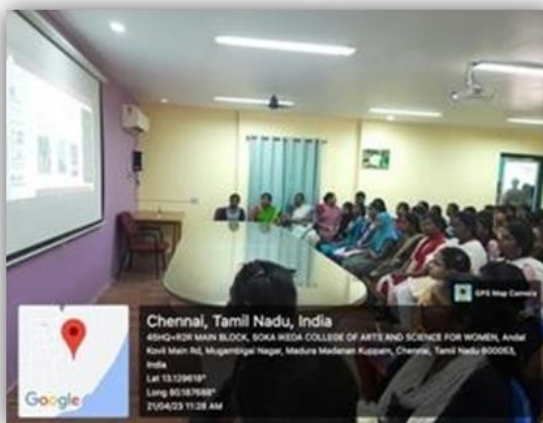 GPS Map Camera
Chennai, Tamil Nadu, India
45HQ+R2R MAIN BLOCK, SOKA IKEDA COLLEGE OF ARTS AND SCIENCE FOR WOMEN, Andal
Kovil Main Rd, Mugambigai Nagar, Madura Madanan Kuppam, Chennai, Tamil Nadu 600053,
India
Lat 13.129618°
Long 80.187688°
21/04/23 11:28 AM
Google